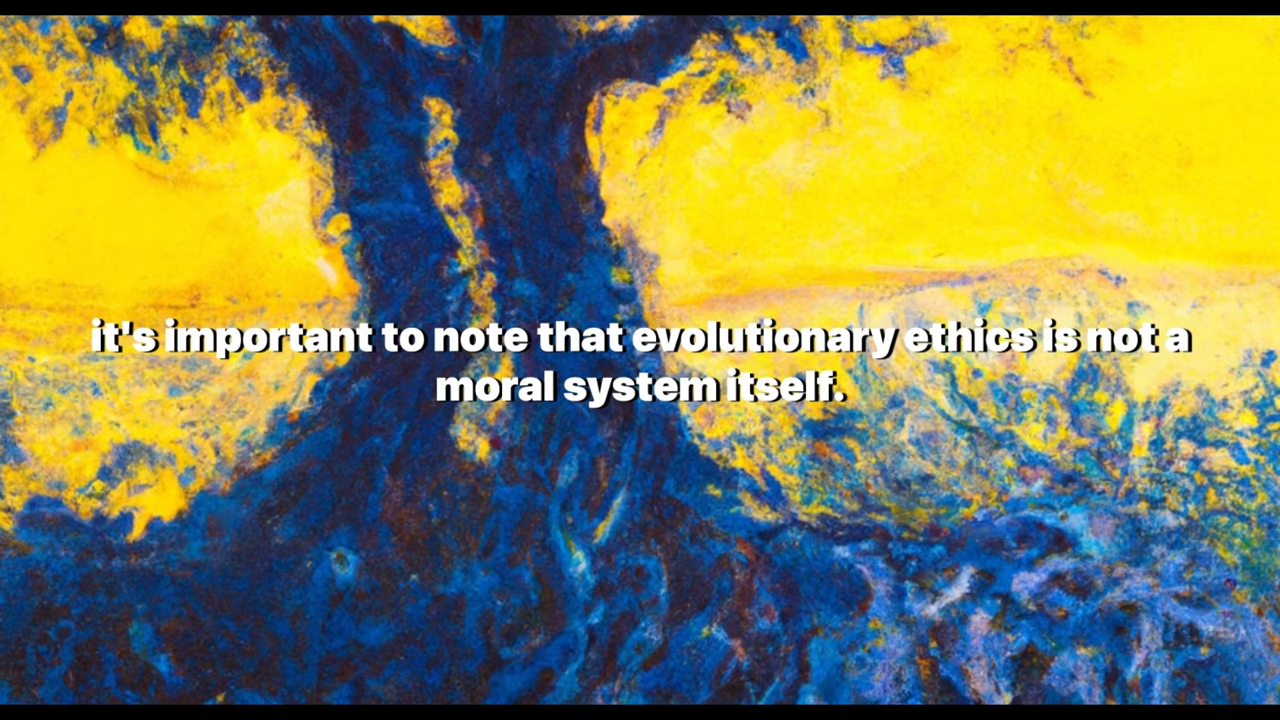 it's important to note that evolutionary ethics is not a
moral system itself.